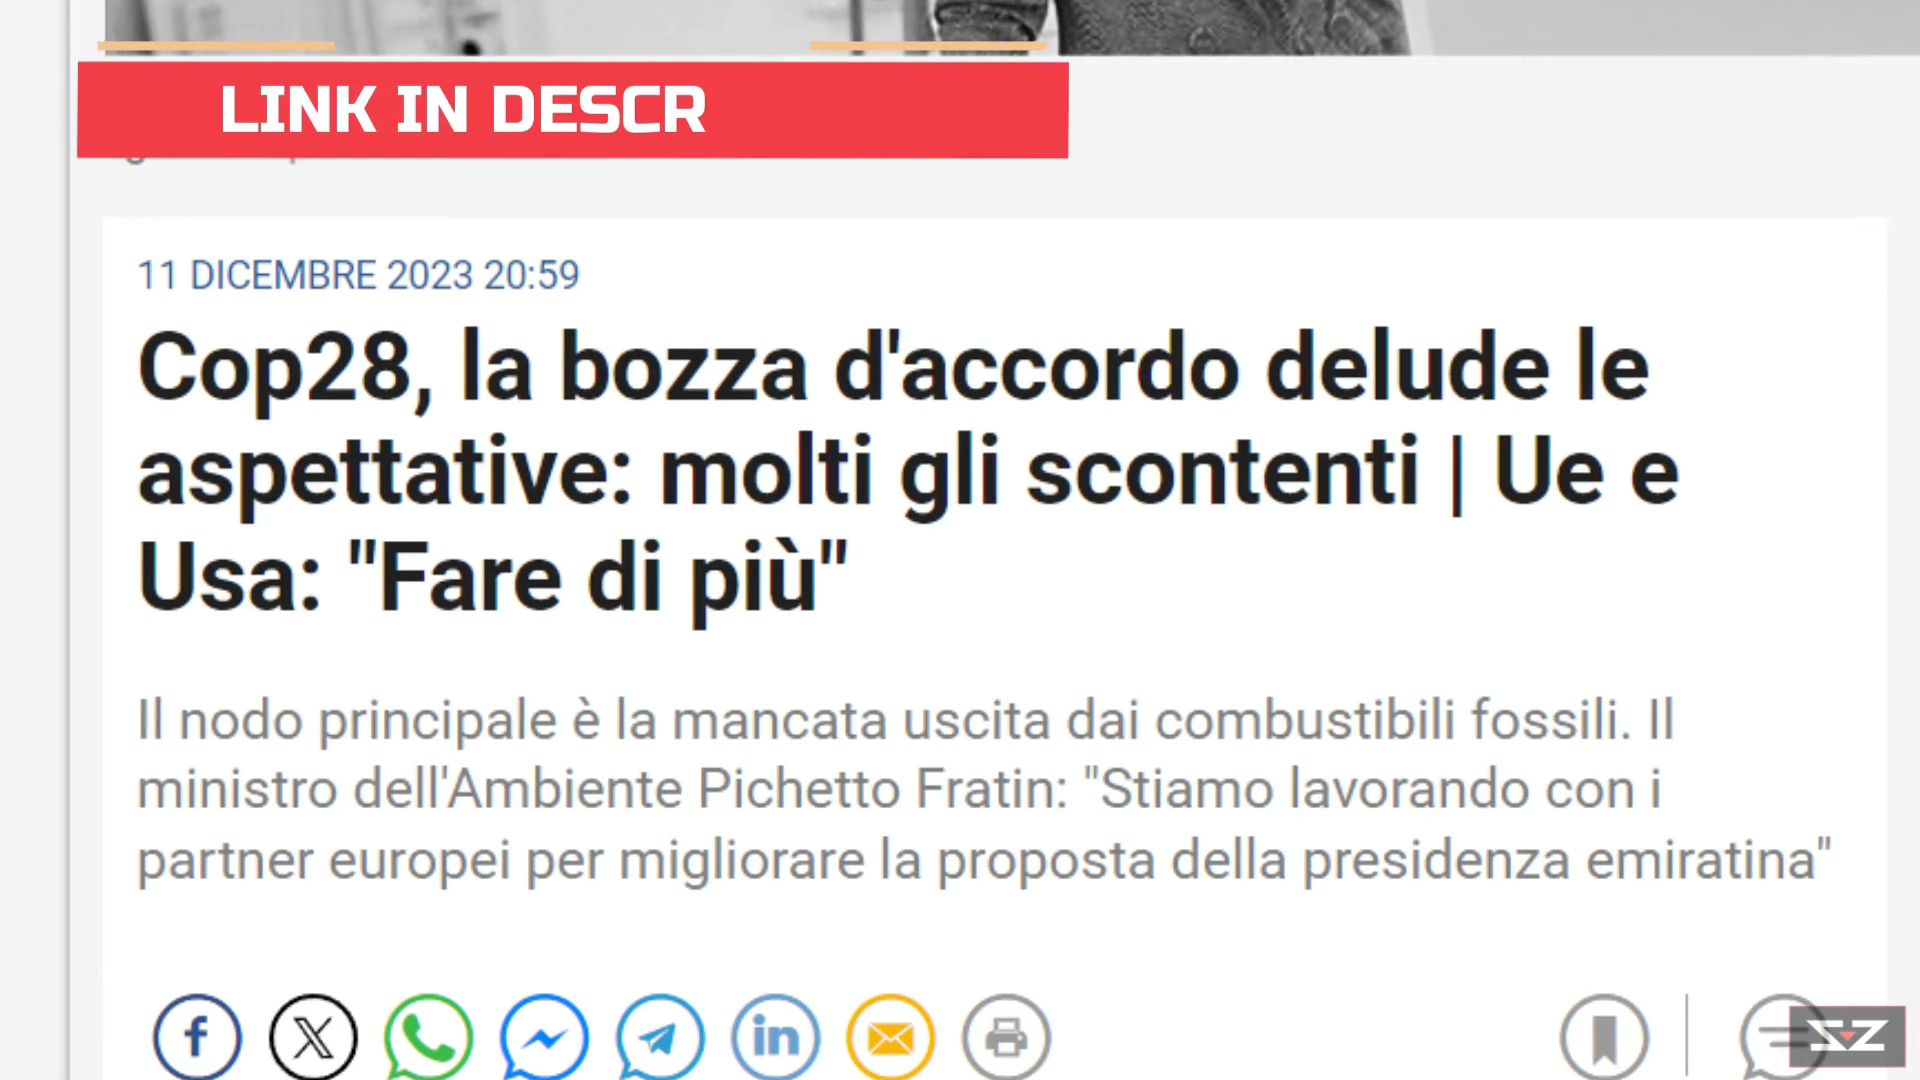 LINK IN DESCR
11 DICEMBRE 2023 20:59
Cop28, la bozza d'accordo delude le
aspettative: molti gli scontenti | Ue e
Usa: "Fare di più"
Il nodo principale è la mancata uscita dai combustibili fossili. Il
ministro dell'Ambiente Pichetto Fratin: "Stiamo lavorando con i
partner europei per migliorare la proposta della presidenza emiratina"